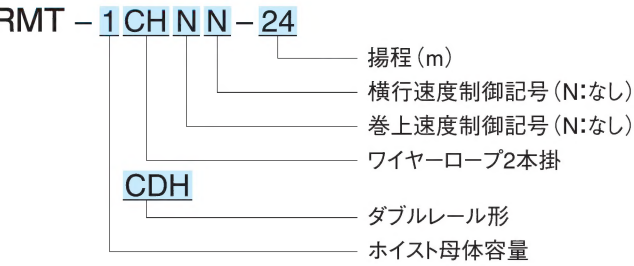 RMT－1CHNN－24
揚程（m）
横行速度制御記号（N：なし）
巻上速度制御記号（N：なし）
ワイヤーロープ2本掛
CDH
ダブルレール形
ホイスト母体容量